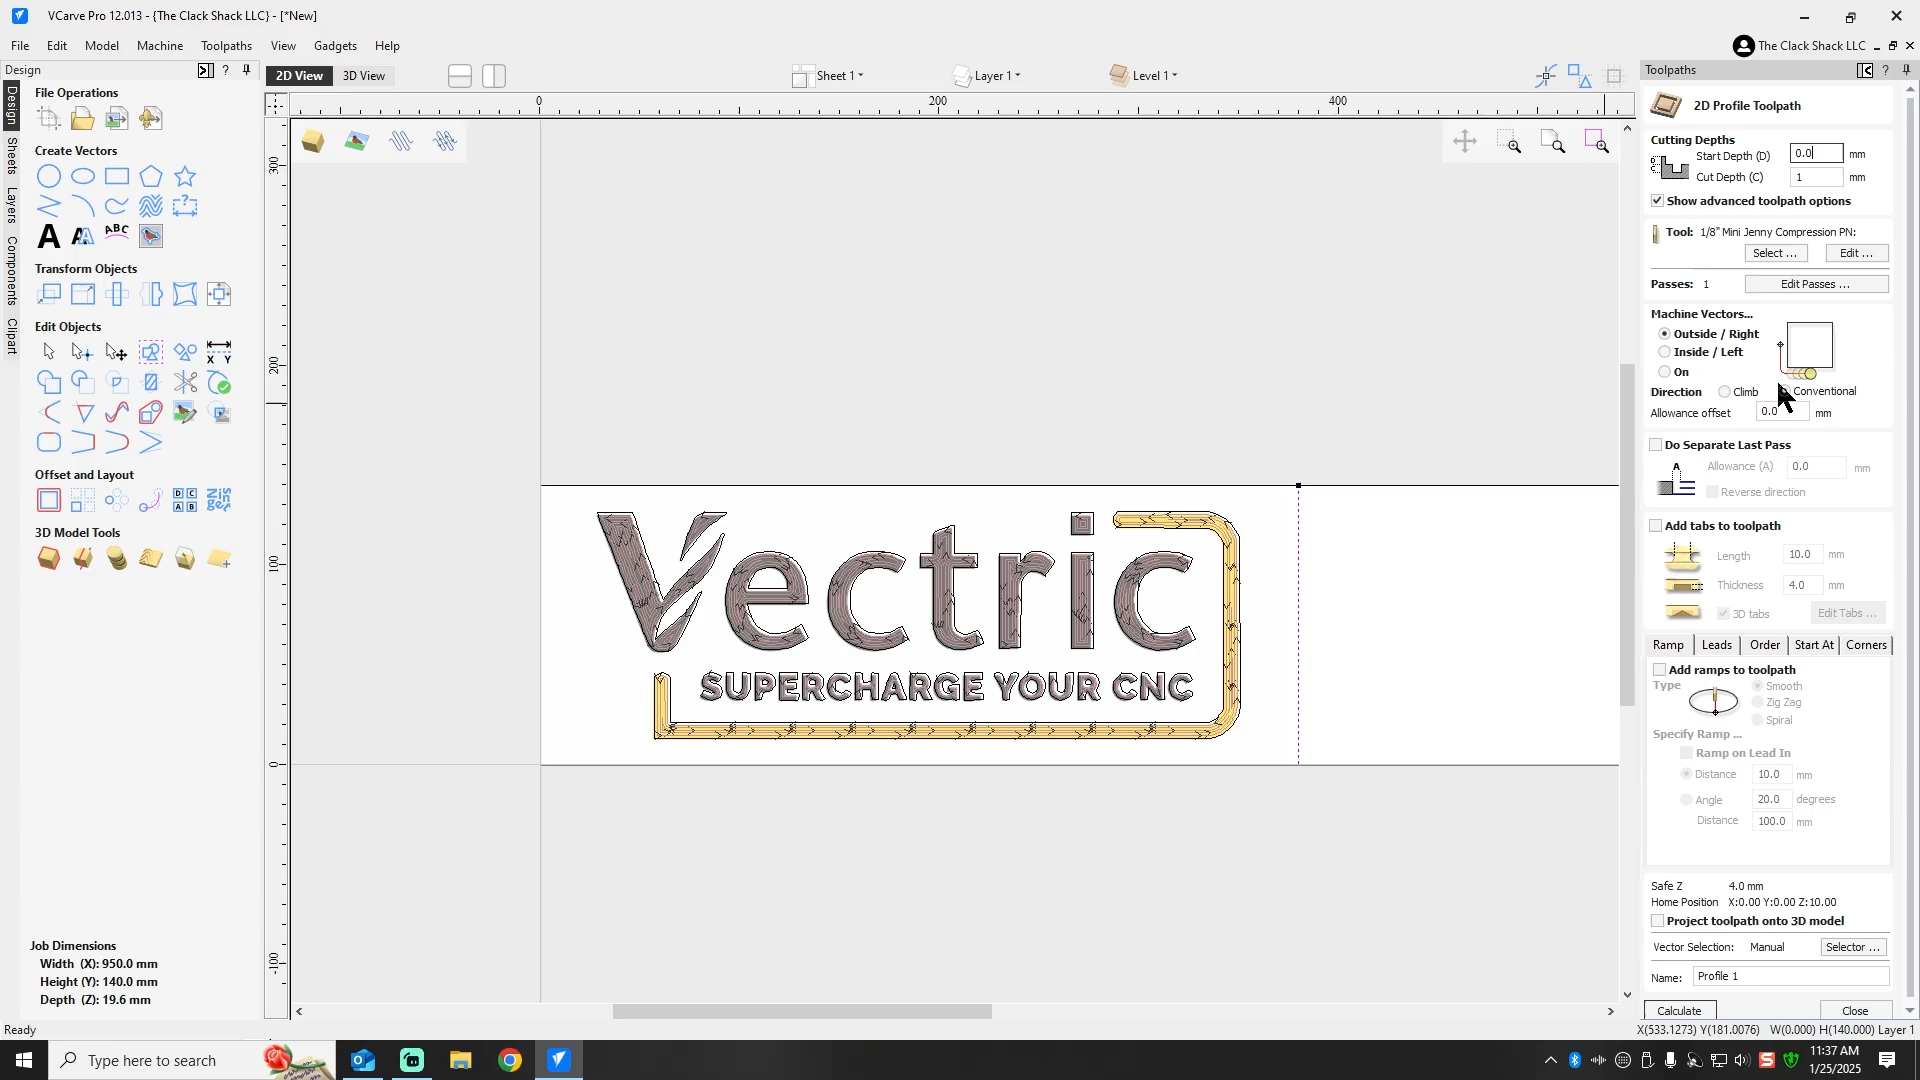 VCarve Pro 12.013 - {The Clack Shack LLC} - [*New]
File Edit Model Machine Toolpaths View Gadgets Help
The Clack Shack LLC
Design
2D View 3D View
Sheet 1
Layer 1
Level 1
Toolpaths
Design
Sheets
Layers
Components
Clipart
File Operations
Create Vectors
A A ABC
Transform Objects
Edit Objects
X Y
Offset and Layout
3D Model Tools
Job Dimensions
Width (X): 950.0 mm
Height (Y): 140.0 mm
Depth (Z): 19.6 mm
0 200 400
300
200
100
0
-100
Vectric
SUPERCHARGE YOUR CNC
2D Profile Toolpath
Cutting Depths
Start Depth (D) 0.0 mm
Cut Depth (C) 1 mm
Show advanced toolpath options
Tool: 1/8" Mini Jenny Compression PN:
Select ... Edit ...
Passes: 1 Edit Passes ...
Machine Vectors...
Outside / Right
Inside / Left
On
Direction Climb Conventional
Allowance offset 0.0 mm
Do Separate Last Pass
A Allowance (A) 0.0 mm
Reverse direction
Add tabs to toolpath
Length 10.0 mm
Thickness 4.0 mm
3D tabs Edit Tabs ...
Ramp Leads Order Start At Corners
Add ramps to toolpath
Type Smooth
Zig Zag
Spiral
Specify Ramp ...
Ramp on Lead In
Distance 10.0 mm
Angle 20.0 degrees
Distance 100.0 mm
Safe Z 4.0 mm
Home Position X:0.00 Y:0.00 Z:10.00
Project toolpath onto 3D model
Vector Selection: Manual Selector ...
Name: Profile 1
Calculate Close
Ready
X(533.1273) Y(181.0076) W(0.000) H(140.000) Layer 1
Type here to search
11:37 AM
1/25/2025